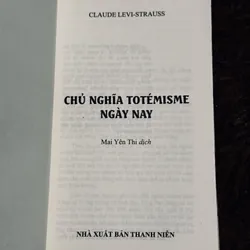 CLAUDE LEVI-STRAUSS
CHỦ NGHĨA TOTÉMISME
NGÀY NAY
Mai Yên Thi dịch
NHÀ XUẤT BẢN THANH NIÊN